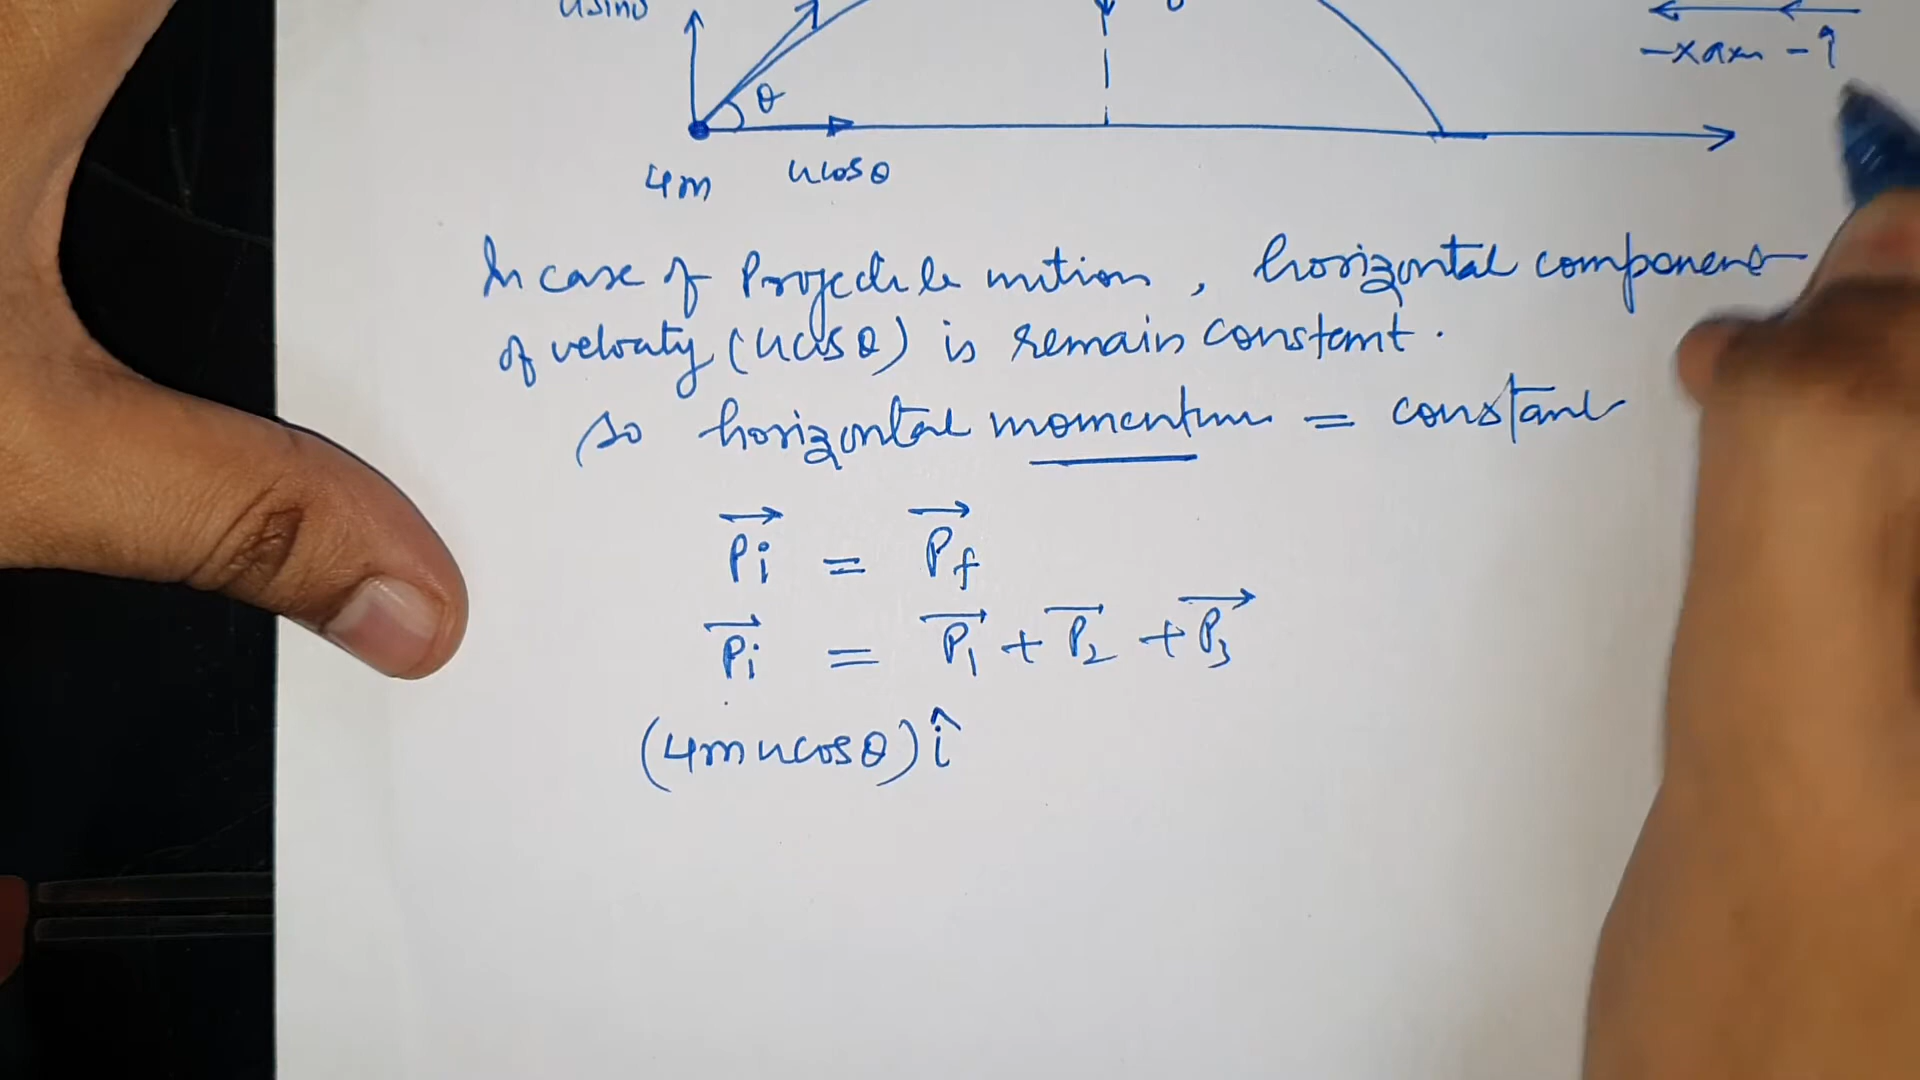 usinθ
-xaxis -î
θ
4m ucosθ
In case of Projectile motion, horizontal component
of velocity (ucosθ) is remain constant.
so horizontal momentum = constant
Pi = Pf
Pi = P1 + P2 + P3
(4mucosθ)î